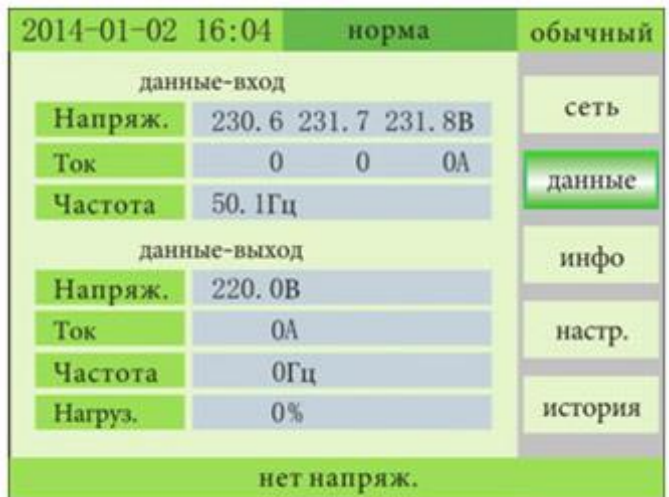 2014-01-02 16:04 норма обычный
данные-вход
Напряж. 230.6 231.7 231.8В
Ток 0 0 0А
Частота 50.1Гц
данные-выход
Напряж. 220.0В
Ток 0А
Частота 0Гц
Нагруз. 0%
сеть
данные
инфо
настр.
история
нет напряж.